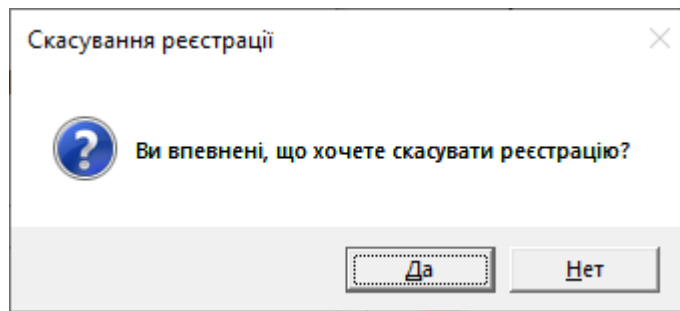 Скасування реєстрації
Ви впевнені, що хочете скасувати реєстрацію?
Да
Нет